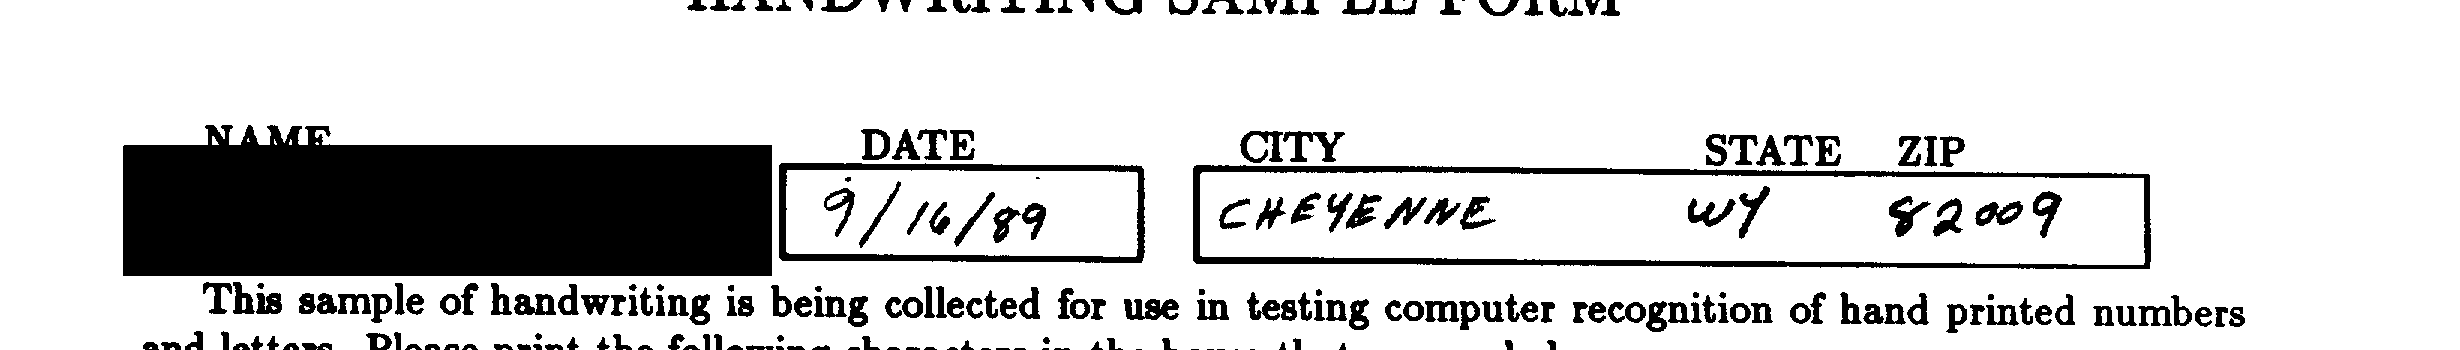 HANDWRITING SAMPLE FORM
NAME DATE CITY STATE ZIP
9/16/89 CHEYENNE WY 82009
This sample of handwriting is being collected for use in testing computer recognition of hand printed numbers
and letters. Please print the following characters in the boxes that